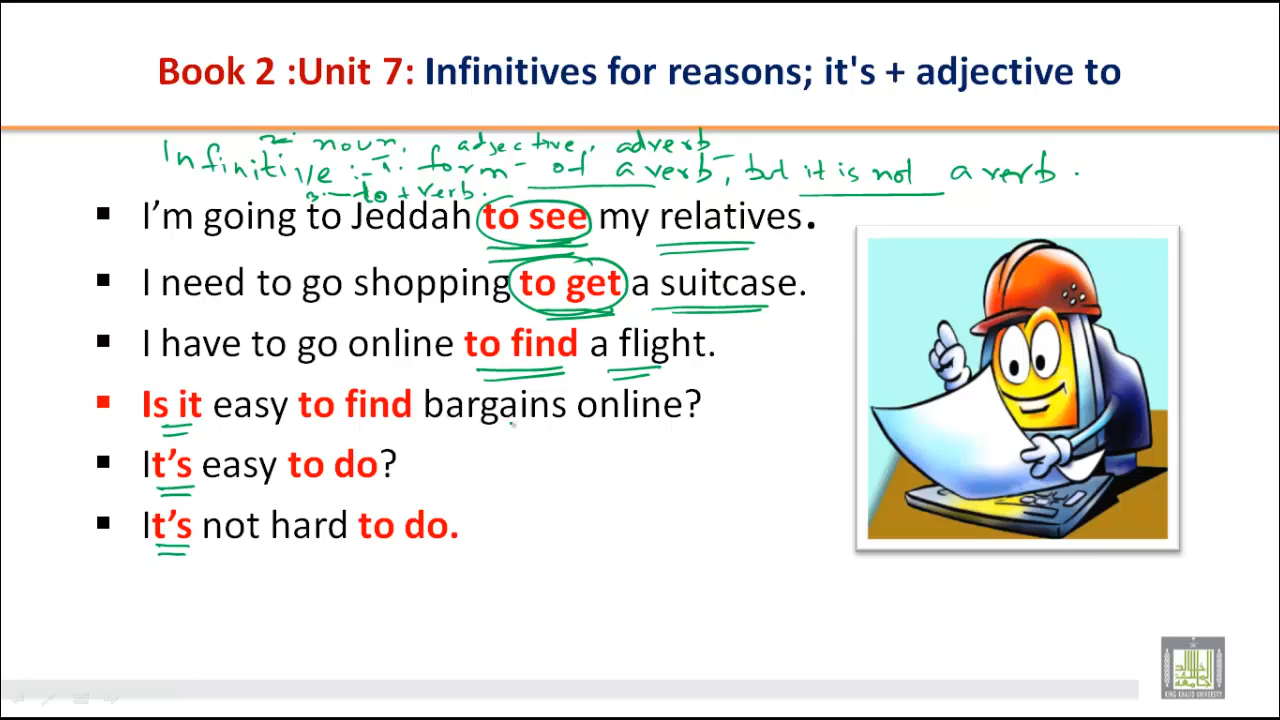 Book 2 :Unit 7: Infinitives for reasons; it's + adjective to
2- noun, adjective, adverb
Infinitive :- 1. form of a verb, but it is not a verb.
3- to + verb.
▪ I'm going to Jeddah to see my relatives.
▪ I need to go shopping to get a suitcase.
▪ I have to go online to find a flight.
▪ Is it easy to find bargains online?
▪ It's easy to do?
▪ It's not hard to do.
KING KHALID UNIVERSITY